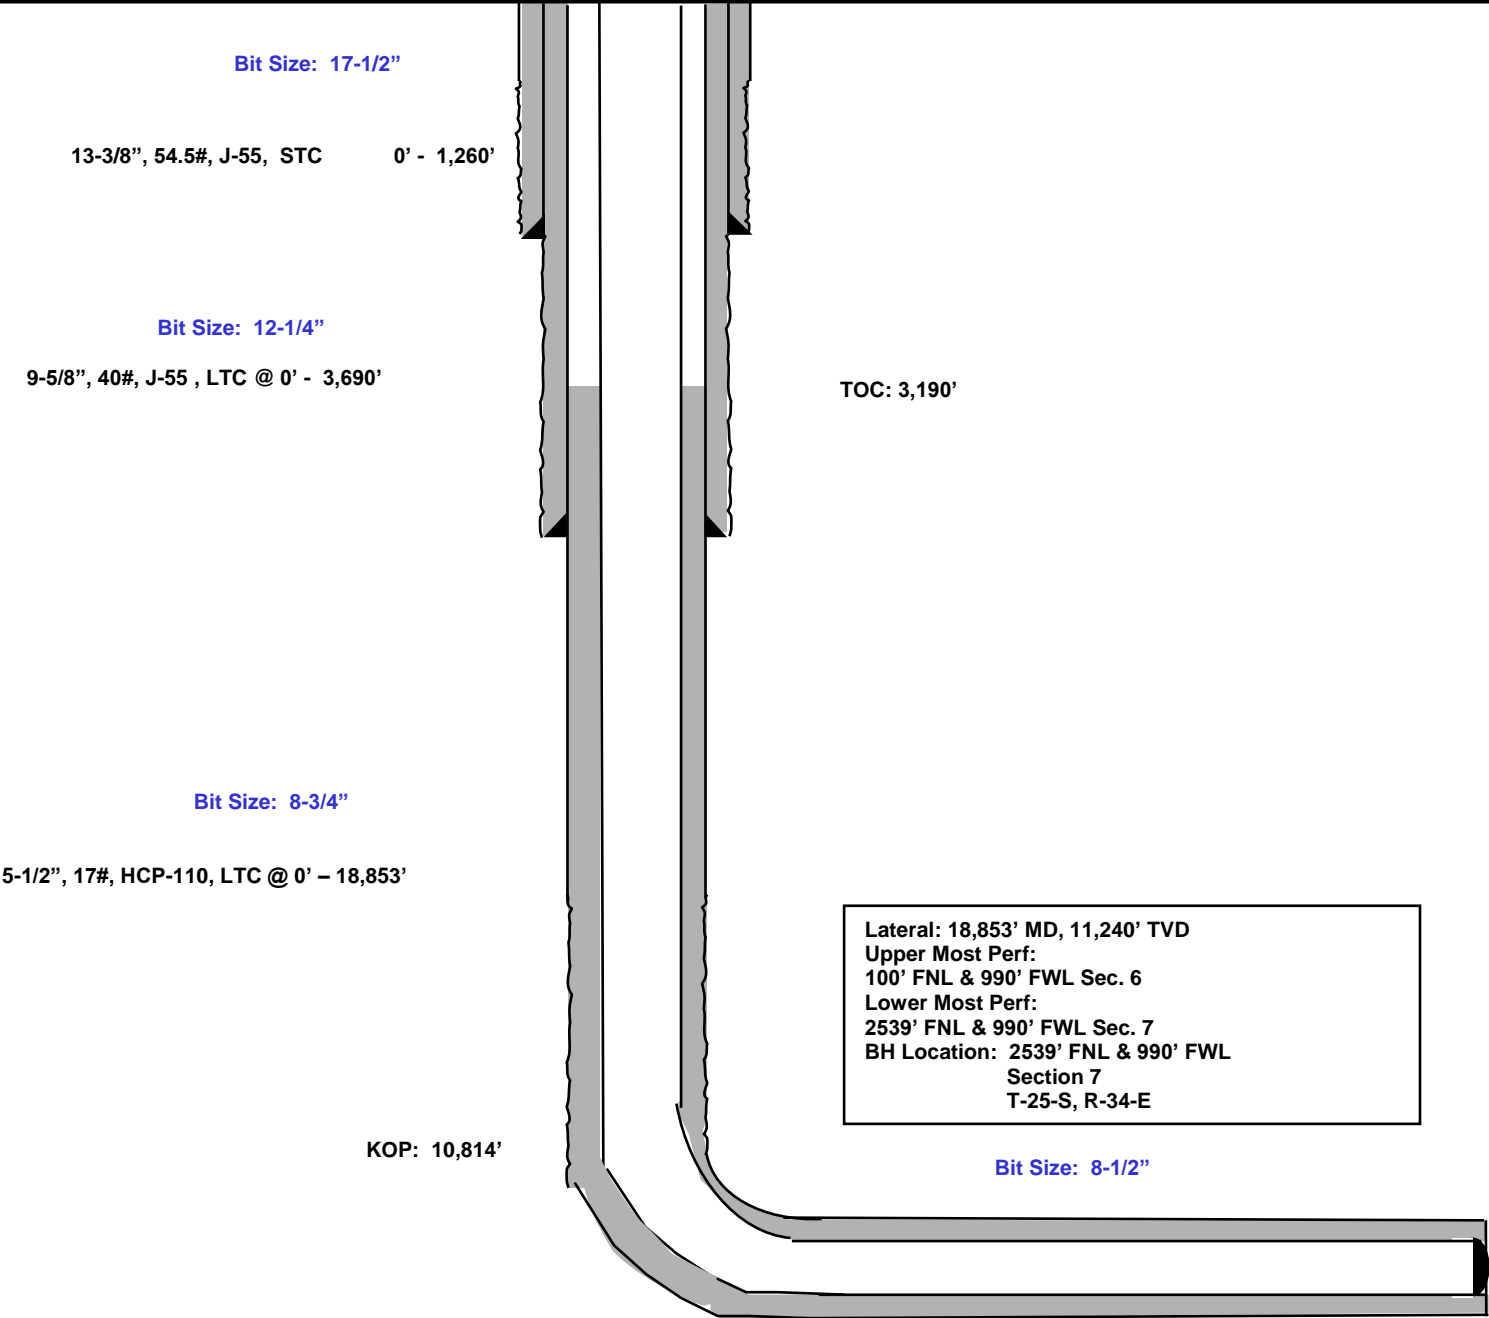 Bit Size:  17-1/2”
13-3/8”, 54.5#, J-55,  STC 0’ -  1,260’
Bit Size:  12-1/4”
9-5/8”, 40#, J-55 , LTC @ 0’ -  3,690’
TOC: 3,190’
Bit Size:  8-3/4”
5-1/2”, 17#, HCP-110, LTC @ 0’ – 18,853’
Lateral: 18,853’ MD, 11,240’ TVD
Upper Most Perf:
100’ FNL & 990’ FWL Sec. 6
Lower Most Perf:
2539’ FNL & 990’ FWL Sec. 7
BH Location:  2539’ FNL & 990’ FWL
Section 7
T-25-S, R-34-E
KOP:  10,814’
Bit Size:  8-1/2”